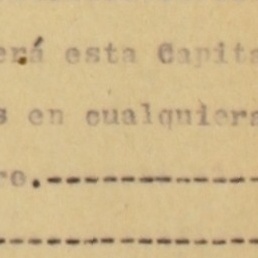 erá esta Capita
s en cualquiera
re.------------
---------------